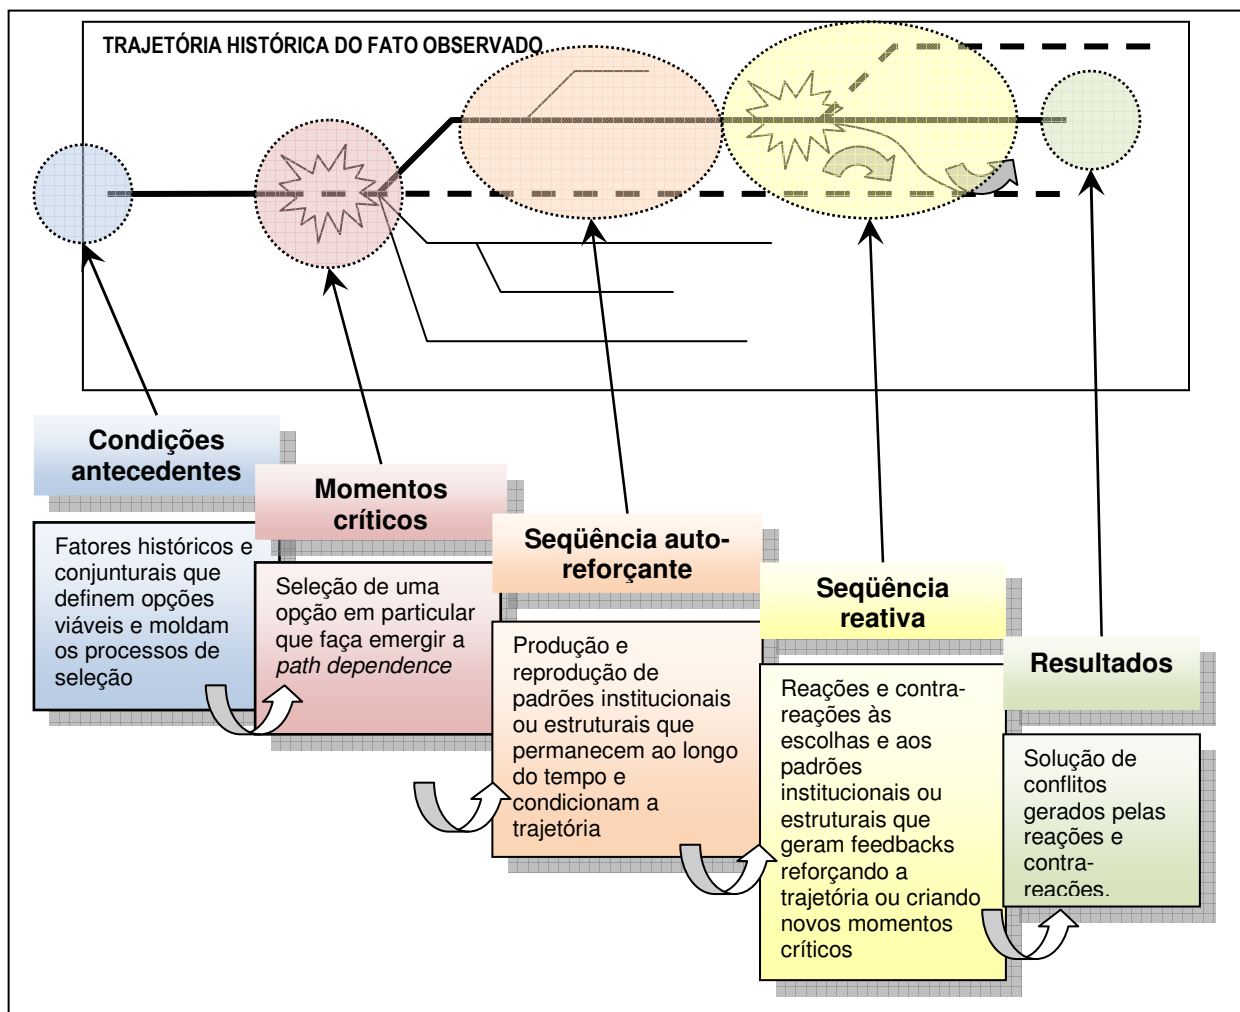 TRAJETÓRIA HISTÓRICA DO FATO OBSERVADO
Condições
antecedentes
Fatores históricos e
conjunturais que
definem opções
viáveis e moldam
os processos de
seleção
Momentos
críticos
Seleção de uma
opção em particular
que faça emergir a
path dependence
Seqüência auto-
reforçante
Produção e
reprodução de
padrões institucionais
ou estruturais que
permanecem ao longo
do tempo e
condicionam a
trajetória
Seqüência
reativa
Reações e contra-
reações às
escolhas e aos
padrões
institucionais ou
estruturais que
geram feedbacks
reforçando a
trajetória ou criando
novos momentos
críticos
Resultados
Solução de
conflitos
gerados pelas
reações e
contra-
reações.